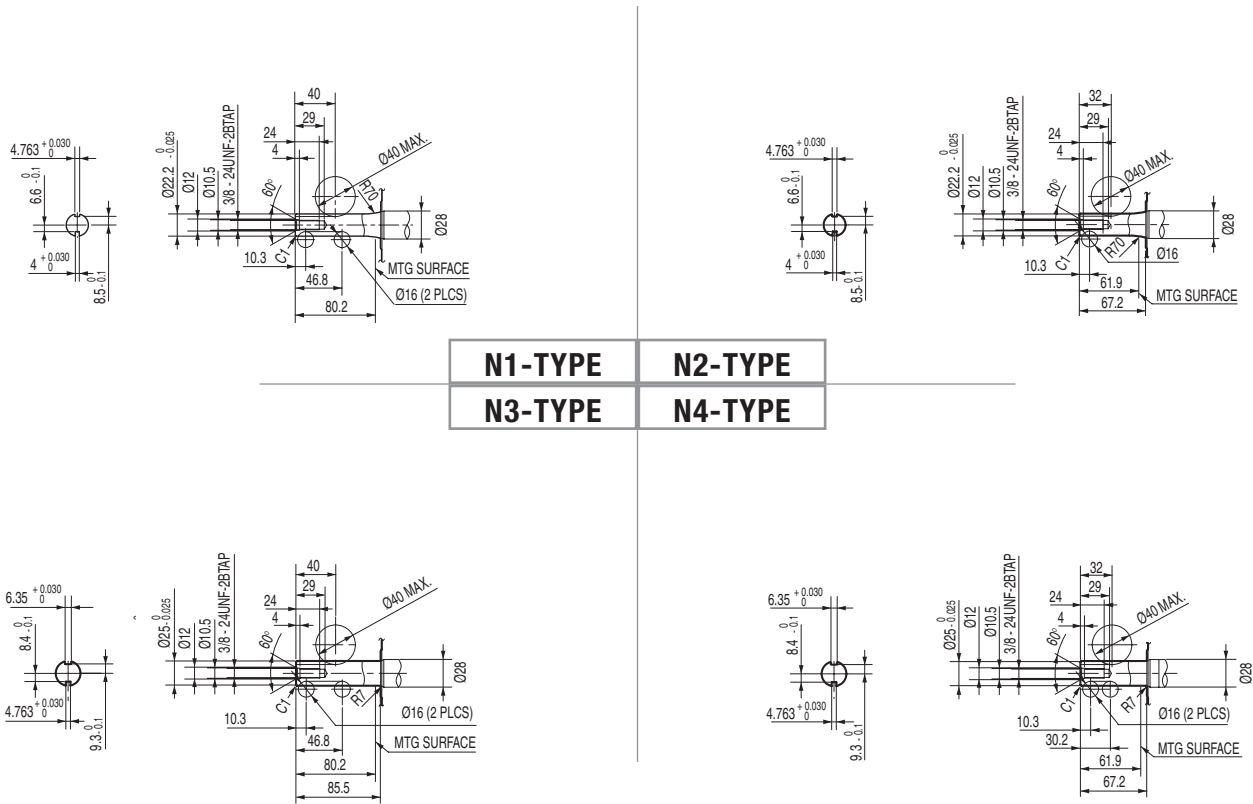 40
29
24
4
4.763 +0.030 0
6.6 0 -0.1
4 +0.030 0
8.5 0 -0.1
Ø22.2 0 -0.025
Ø12
Ø10.5
3/8 - 24UNF-2BTAP
60°
Ø40 MAX.
R70
Ø28
C1
10.3
46.8
80.2
MTG SURFACE
Ø16 (2 PLCS)
32
29
24
4
4.763 +0.030 0
6.6 0 -0.1
4 +0.030 0
8.5 0 -0.1
Ø22.2 0 -0.025
Ø12
Ø10.5
3/8 - 24UNF-2BTAP
60°
Ø40 MAX.
Ø28
C1
R70
Ø16
10.3
61.9
67.2
MTG SURFACE
N1-TYPE
N2-TYPE
N3-TYPE
N4-TYPE
40
29
24
4
6.35 +0.030 0
8.4 0 -0.1
4.763 +0.030 0
9.3 0 -0.1
Ø25 0 -0.025
Ø12
Ø10.5
3/8 - 24UNF-2BTAP
60°
Ø40 MAX.
Ø28
C1
R7
10.3
46.8
80.2
85.5
Ø16 (2 PLCS)
MTG SURFACE
32
29
24
4
6.35 +0.030 0
8.4 0 -0.1
4.763 +0.030 0
9.3 0 -0.1
Ø25 0 -0.025
Ø12
Ø10.5
3/8 - 24UNF-2BTAP
60°
Ø40 MAX.
Ø28
C1
R7
10.3
30.2
61.9
67.2
Ø16 (2 PLCS)
MTG SURFACE